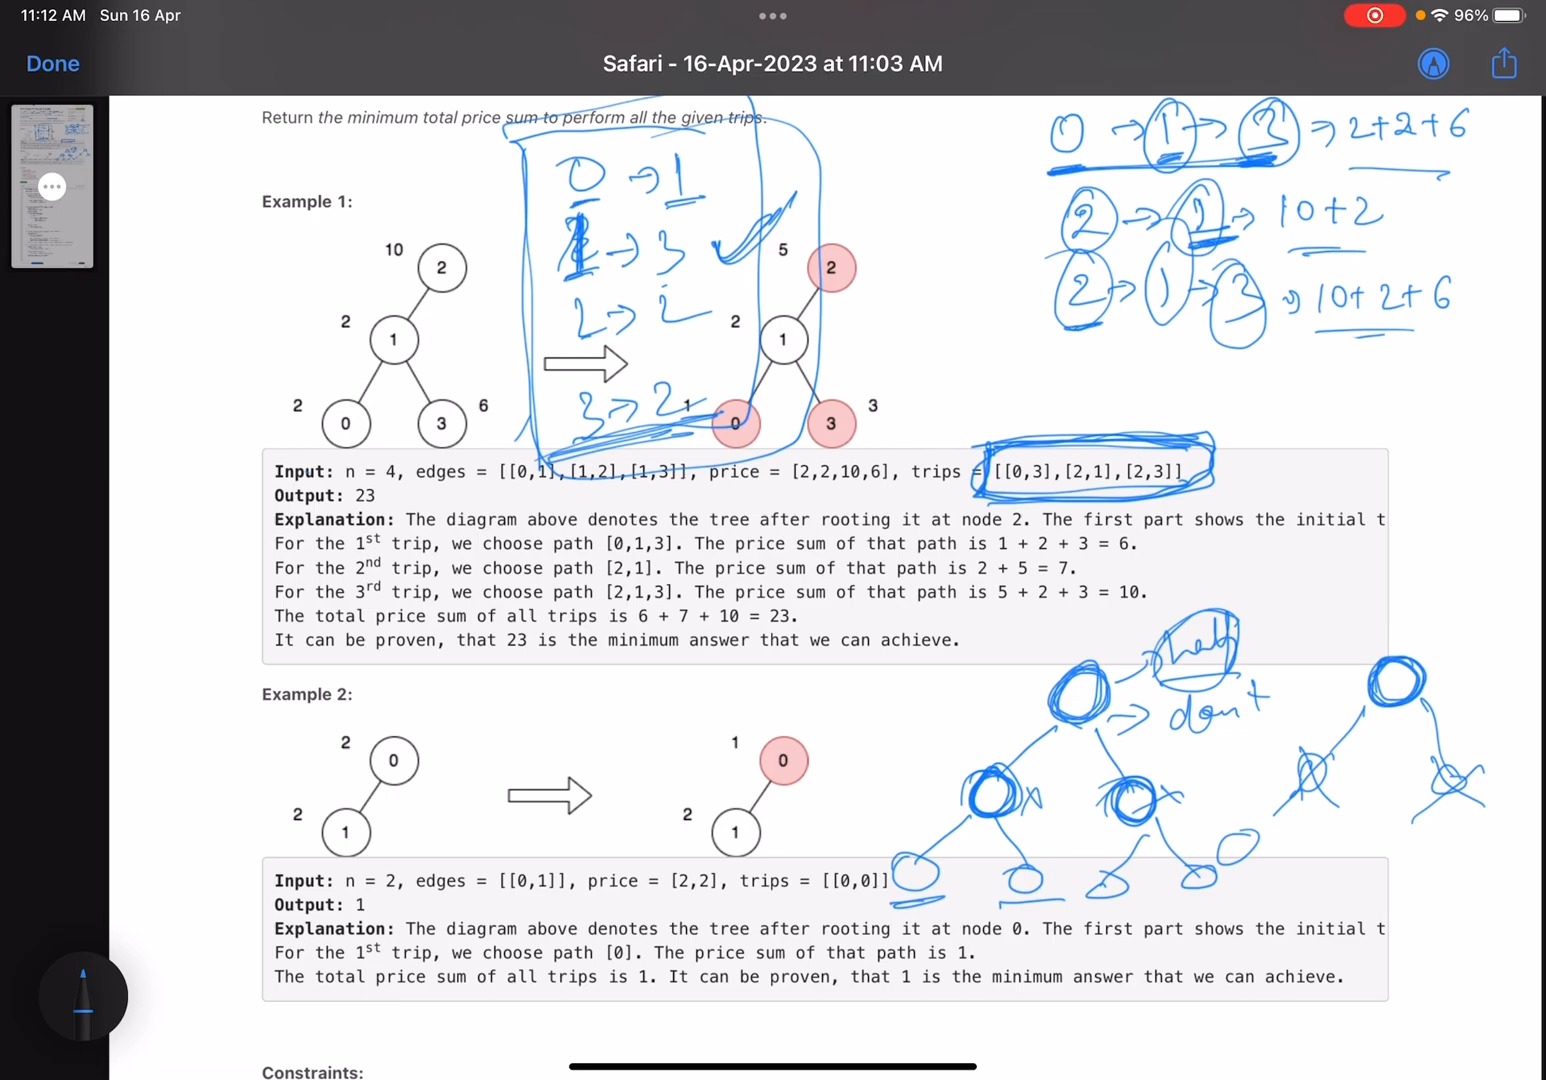 11:12 AM Sun 16 Apr
96%
Done
Safari - 16-Apr-2023 at 11:03 AM
Return the minimum total price sum to perform all the given trips.
0 → 1 → 3 ⇒ 2+2+6
2 → 1 → 10+2
2 → 1 → 3 ⇒ 10+2+6
0 → 1
1 → 3
2 → 2
3 → 2
Example 1:
10
2
2
1
2
0
6
3
5
2
2
1
1
0
3
3
Input: n = 4, edges = [[0,1],[1,2],[1,3]], price = [2,2,10,6], trips = [[0,3],[2,1],[2,3]]
Output: 23
Explanation: The diagram above denotes the tree after rooting it at node 2. The first part shows the initial t
For the 1st trip, we choose path [0,1,3]. The price sum of that path is 1 + 2 + 3 = 6.
For the 2nd trip, we choose path [2,1]. The price sum of that path is 2 + 5 = 7.
For the 3rd trip, we choose path [2,1,3]. The price sum of that path is 5 + 2 + 3 = 10.
The total price sum of all trips is 6 + 7 + 10 = 23.
It can be proven, that 23 is the minimum answer that we can achieve.
half
→ don't
Example 2:
2
0
2
1
1
0
2
1
Input: n = 2, edges = [[0,1]], price = [2,2], trips = [[0,0]]
Output: 1
Explanation: The diagram above denotes the tree after rooting it at node 0. The first part shows the initial t
For the 1st trip, we choose path [0]. The price sum of that path is 1.
The total price sum of all trips is 1. It can be proven, that 1 is the minimum answer that we can achieve.
Constraints: